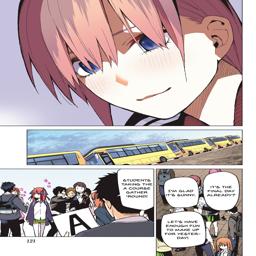 STUDENTS
TAKING THE
A COURSE
GATHER
'ROUND!
IT'S THE
FINAL DAY
ALREADY?
I'M GLAD
IT'S
SUNNY.
LET'S HAVE
ENOUGH FUN
TO MAKE UP
FOR YESTER-
DAY!
A
121